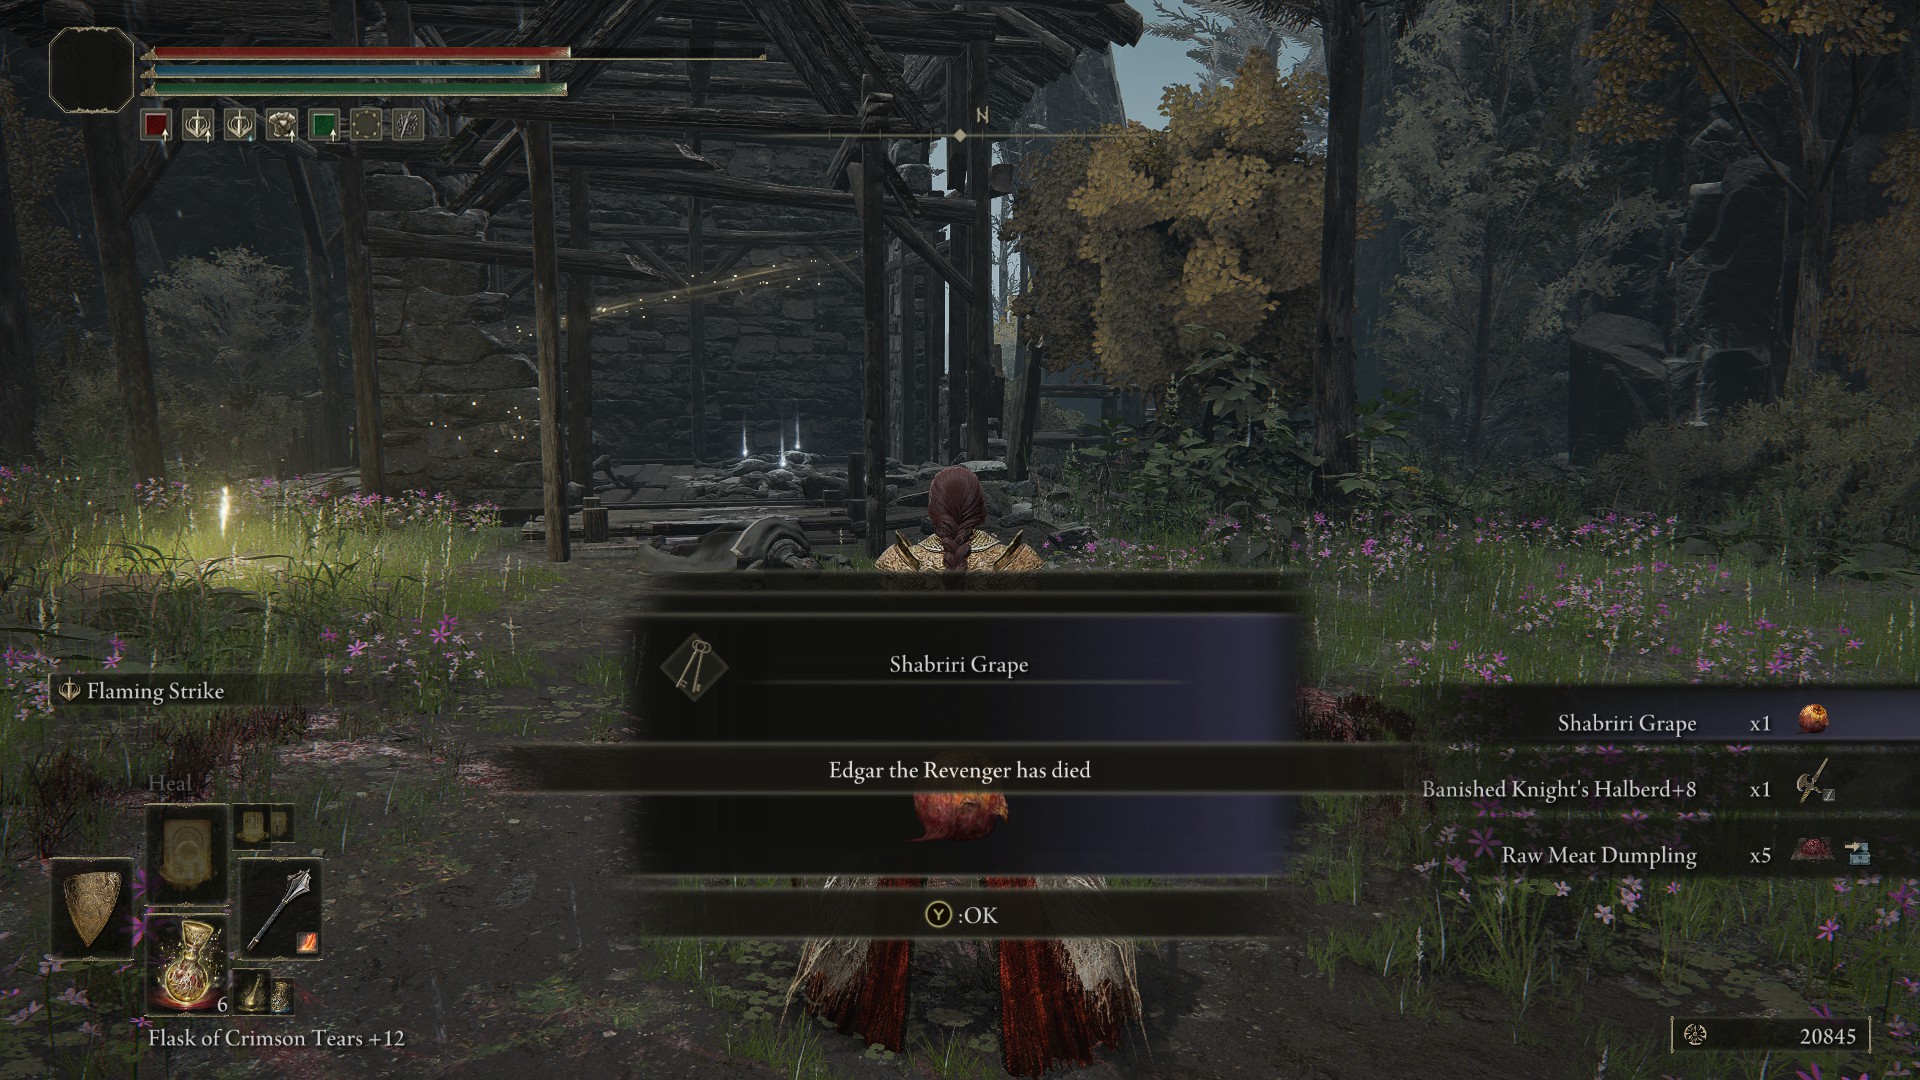 N
Shabriri Grape
Flaming Strike
Shabriri Grape x1
Edgar the Revenger has died
Heal
Banished Knight's Halberd+8 x1
Raw Meat Dumpling x5
Y :OK
6
Flask of Crimson Tears +12
20845